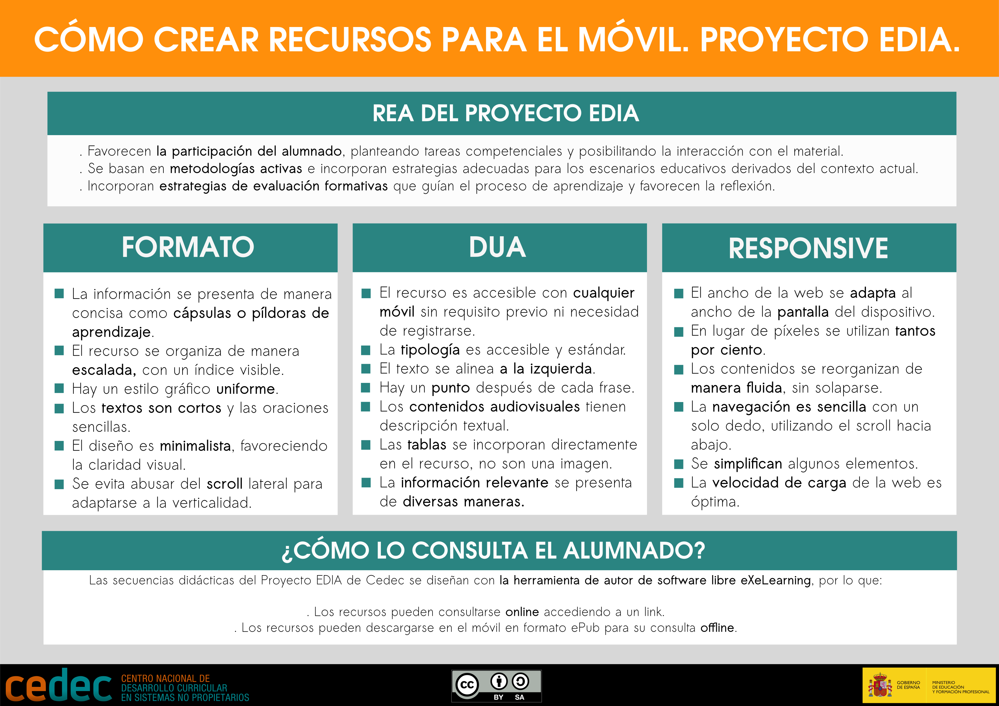 CÓMO CREAR RECURSOS PARA EL MÓVIL. PROYECTO EDIA.
REA DEL PROYECTO EDIA
. Favorecen la participación del alumnado, planteando tareas competenciales y posibilitando la interacción con el material.
. Se basan en metodologías activas e incorporan estrategias adecuadas para los escenarios educativos derivados del contexto actual.
. Incorporan estrategias de evaluación formativas que guían el proceso de aprendizaje y favorecen la reflexión.
FORMATO
La información se presenta de manera
concisa como cápsulas o píldoras de
aprendizaje.
El recurso se organiza de manera
escalada, con un índice visible.
Hay un estilo gráfico uniforme.
Los textos son cortos y las oraciones
sencillas.
El diseño es minimalista, favoreciendo
la claridad visual.
Se evita abusar del scroll lateral para
adaptarse a la verticalidad.
DUA
El recurso es accesible con cualquier
móvil sin requisito previo ni necesidad
de registrarse.
La tipología es accesible y estándar.
El texto se alinea a la izquierda.
Hay un punto después de cada frase.
Los contenidos audiovisuales tienen
descripción textual.
Las tablas se incorporan directamente
en el recurso, no son una imagen.
La información relevante se presenta
de diversas maneras.
RESPONSIVE
El ancho de la web se adapta al
ancho de la pantalla del dispositivo.
En lugar de píxeles se utilizan tantos
por ciento.
Los contenidos se reorganizan de
manera fluida, sin solaparse.
La navegación es sencilla con un
solo dedo, utilizando el scroll hacia
abajo.
Se simplifican algunos elementos.
La velocidad de carga de la web es
óptima.
¿CÓMO LO CONSULTA EL ALUMNADO?
Las secuencias didácticas del Proyecto EDIA de Cedec se diseñan con la herramienta de autor de software libre eXeLearning, por lo que:
. Los recursos pueden consultarse online accediendo a un link.
. Los recursos pueden descargarse en el móvil en formato ePub para su consulta offline.
cedec
CENTRO NACIONAL DE
DESARROLLO CURRICULAR
EN SISTEMAS NO PROPIETARIOS
cc
BY SA
GOBIERNO
DE ESPAÑA
MINISTERIO
DE EDUCACIÓN
Y FORMACIÓN PROFESIONAL